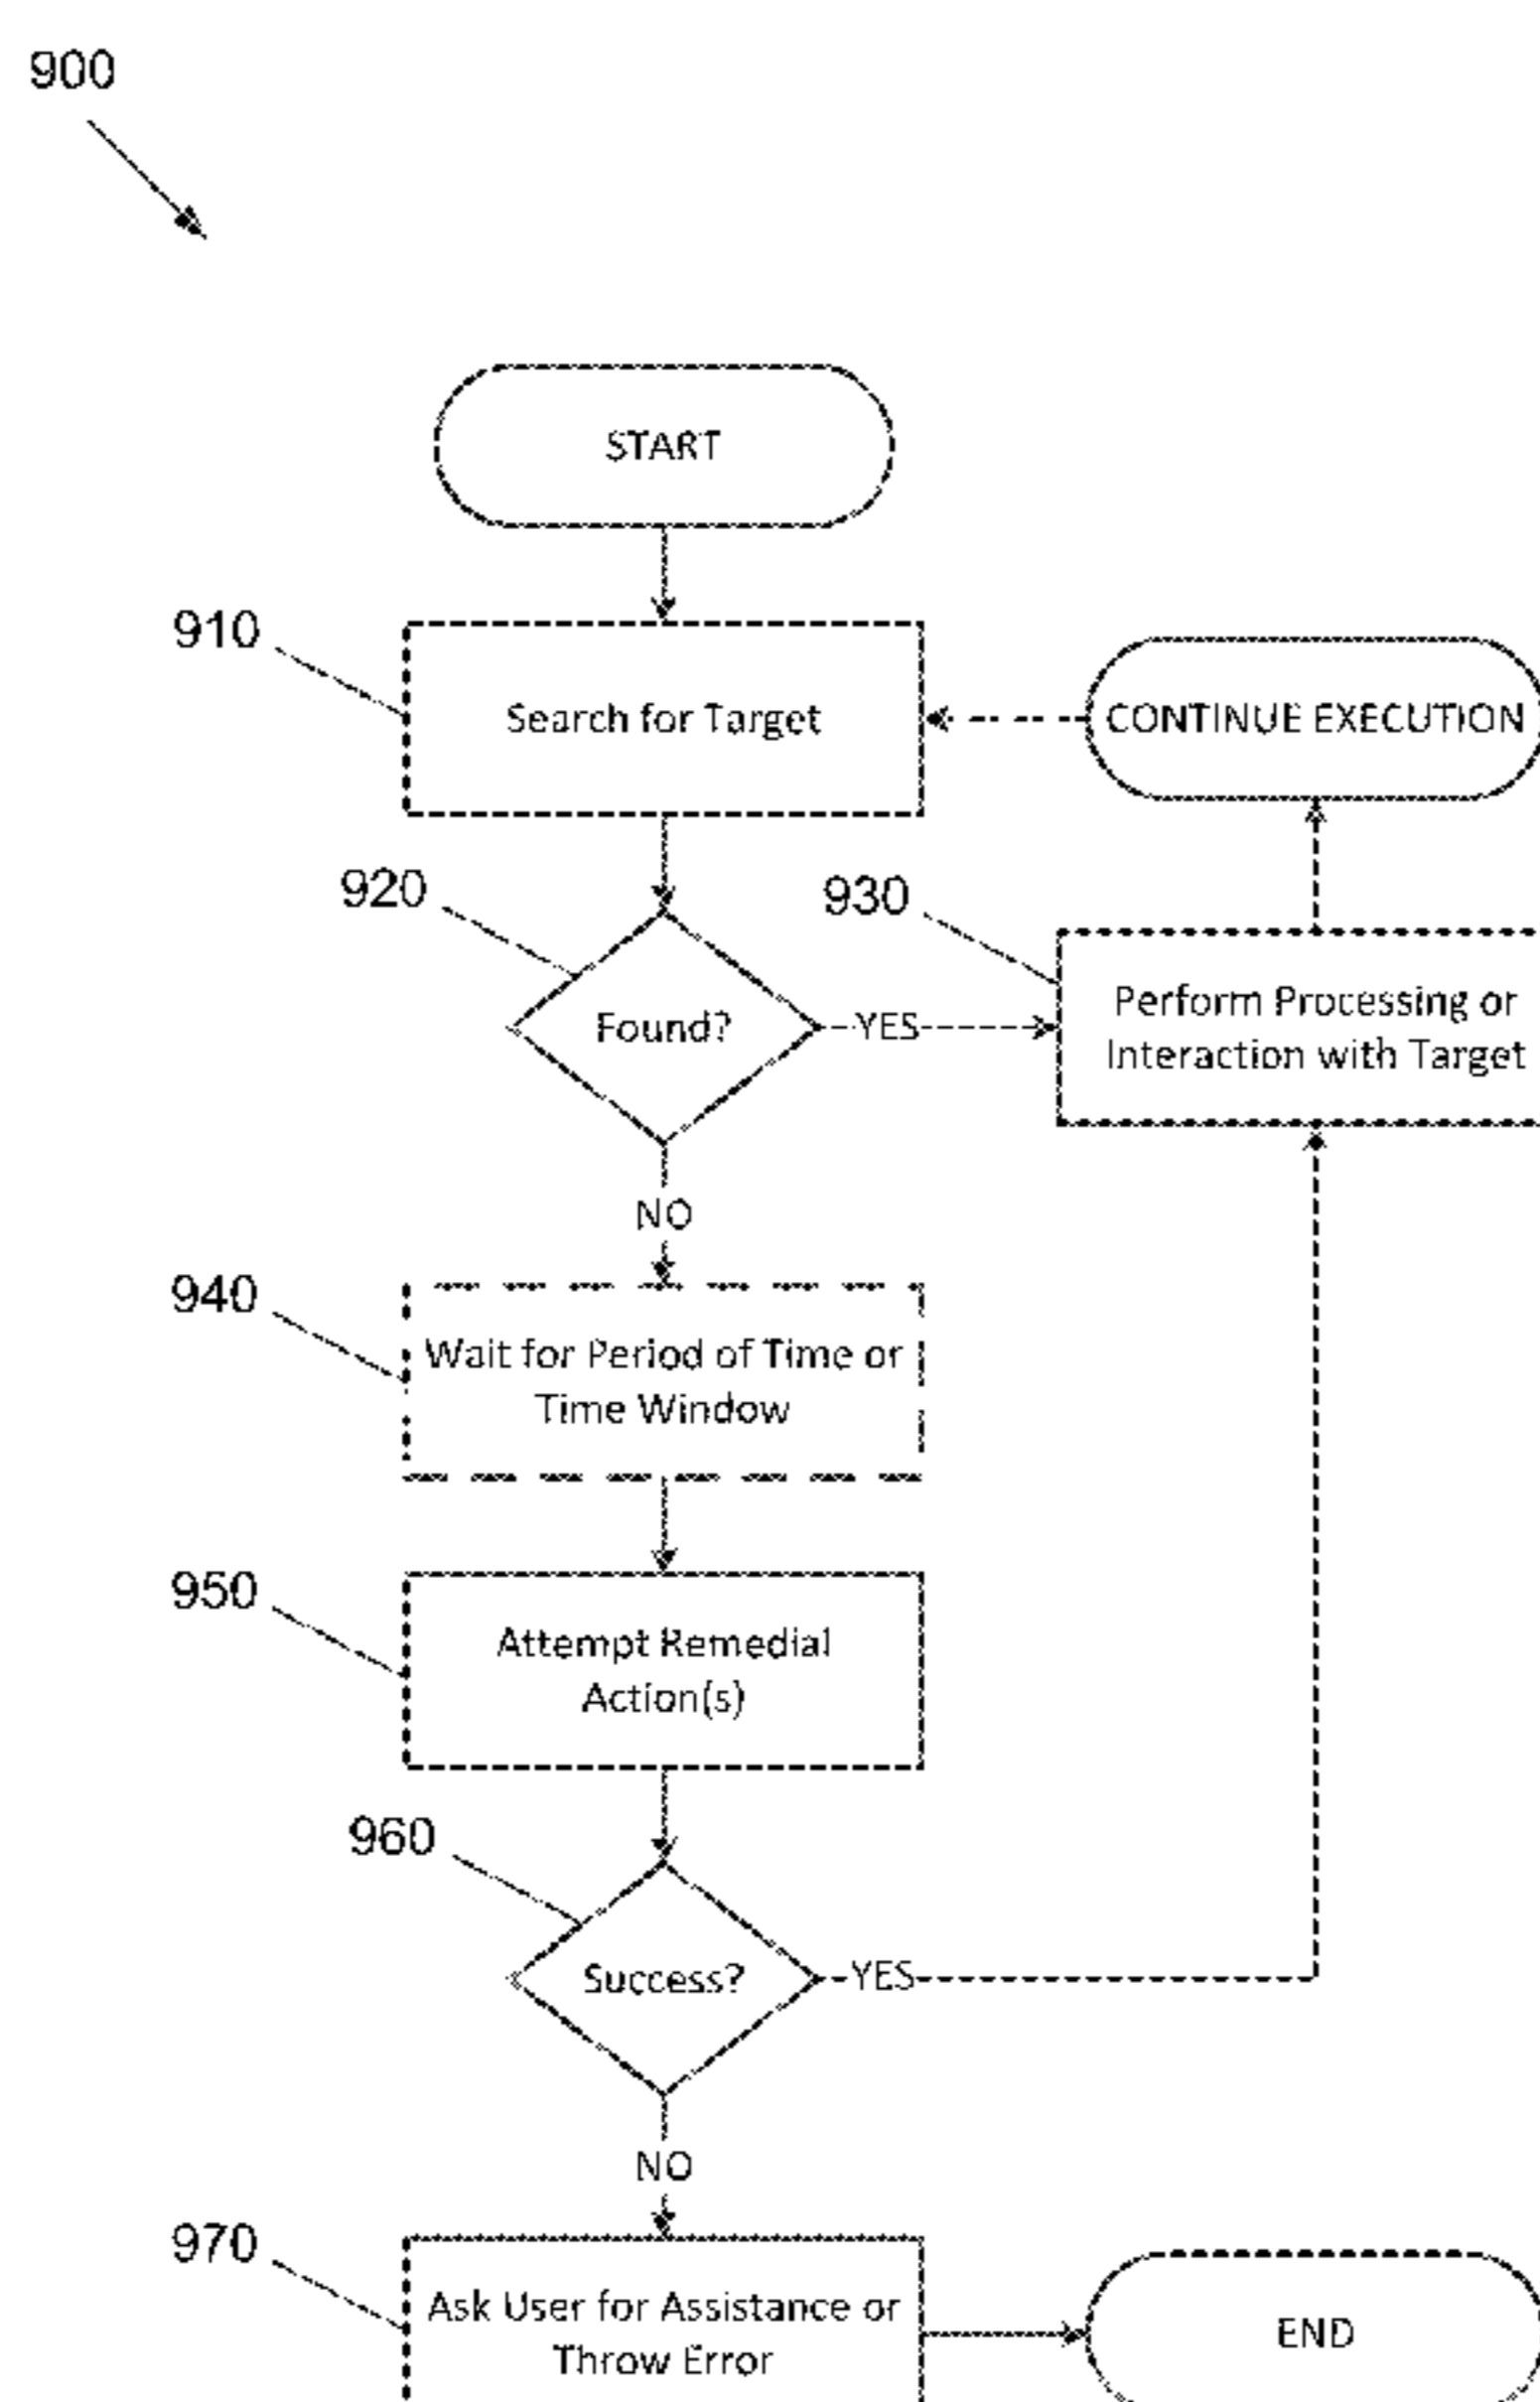 900
START
910
Search for Target
CONTINUE EXECUTION
920
930
Found?
YES
Perform Processing or
Interaction with Target
NO
940
Wait for Period of Time or
Time Window
950
Attempt Remedial
Action(s)
960
Success?
YES
NO
970
Ask User for Assistance or
Throw Error
END